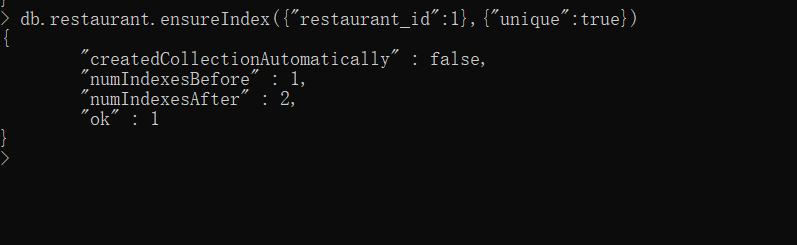 }
> db.restaurant.ensureIndex({"restaurant_id":1},{"unique":true})
{
        "createdCollectionAutomatically" : false,
        "numIndexesBefore" : 1,
        "numIndexesAfter" : 2,
        "ok" : 1
}
>